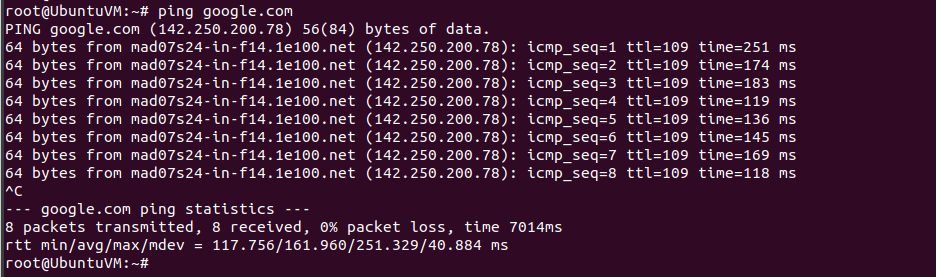 root@UbuntuVM:~# ping google.com
PING google.com (142.250.200.78) 56(84) bytes of data.
64 bytes from mad07s24-in-f14.1e100.net (142.250.200.78): icmp_seq=1 ttl=109 time=251 ms
64 bytes from mad07s24-in-f14.1e100.net (142.250.200.78): icmp_seq=2 ttl=109 time=174 ms
64 bytes from mad07s24-in-f14.1e100.net (142.250.200.78): icmp_seq=3 ttl=109 time=183 ms
64 bytes from mad07s24-in-f14.1e100.net (142.250.200.78): icmp_seq=4 ttl=109 time=119 ms
64 bytes from mad07s24-in-f14.1e100.net (142.250.200.78): icmp_seq=5 ttl=109 time=136 ms
64 bytes from mad07s24-in-f14.1e100.net (142.250.200.78): icmp_seq=6 ttl=109 time=145 ms
64 bytes from mad07s24-in-f14.1e100.net (142.250.200.78): icmp_seq=7 ttl=109 time=169 ms
64 bytes from mad07s24-in-f14.1e100.net (142.250.200.78): icmp_seq=8 ttl=109 time=118 ms
^C
--- google.com ping statistics ---
8 packets transmitted, 8 received, 0% packet loss, time 7014ms
rtt min/avg/max/mdev = 117.756/161.960/251.329/40.884 ms
root@UbuntuVM:~#